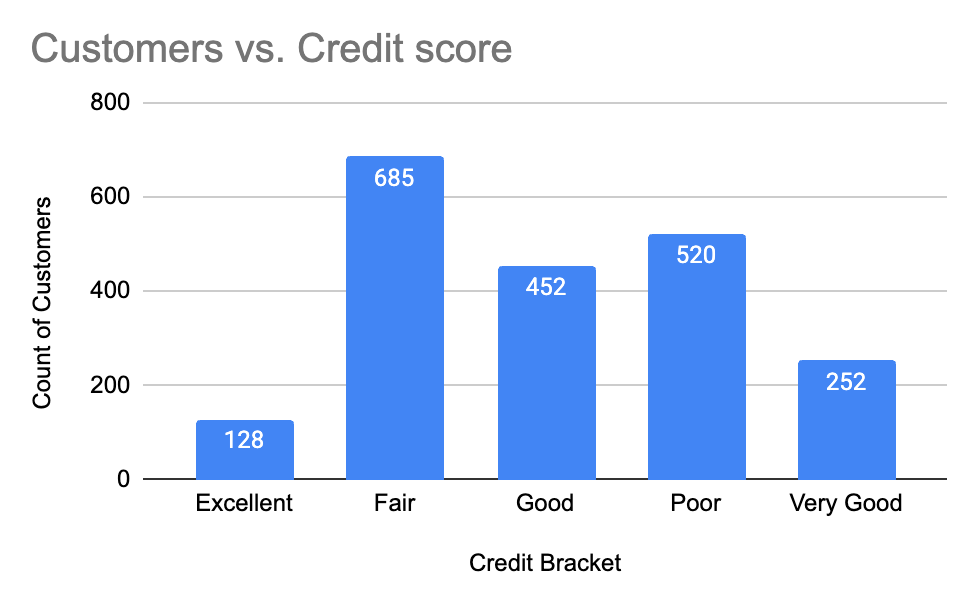 Customers vs. Credit score
Count of Customers
800
600
400
200
0
128
685
452
520
252
Excellent
Fair
Good
Poor
Very Good
Credit Bracket